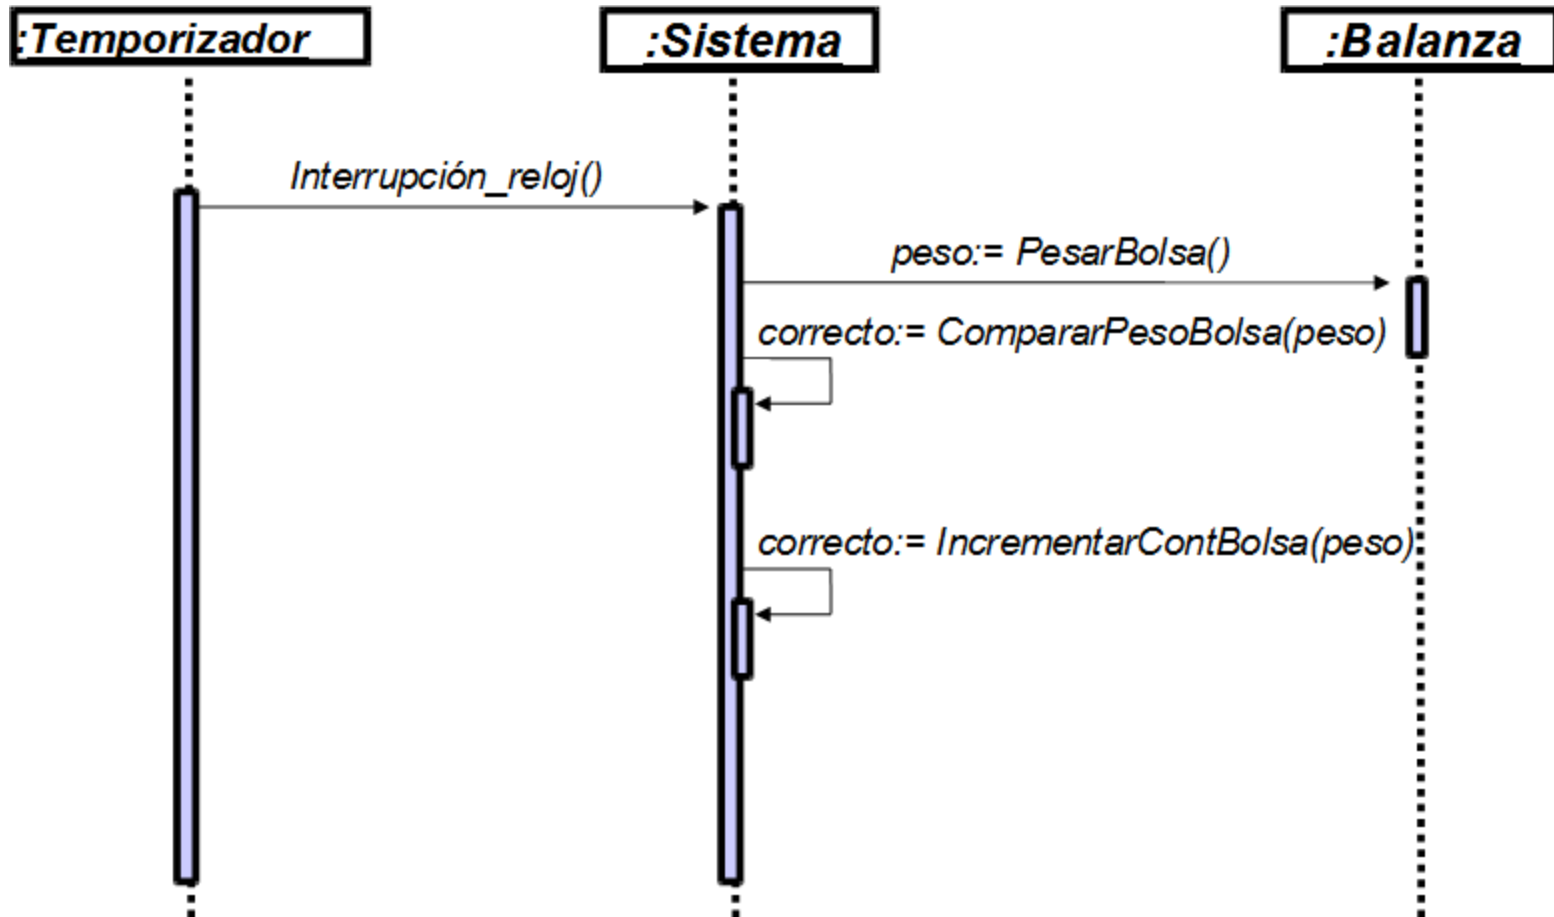 :Temporizador
:Sistema
:Balanza
Interrupción_reloj()
peso:= PesarBolsa()
correcto:= CompararPesoBolsa(peso)
correcto:= IncrementarContBolsa(peso)